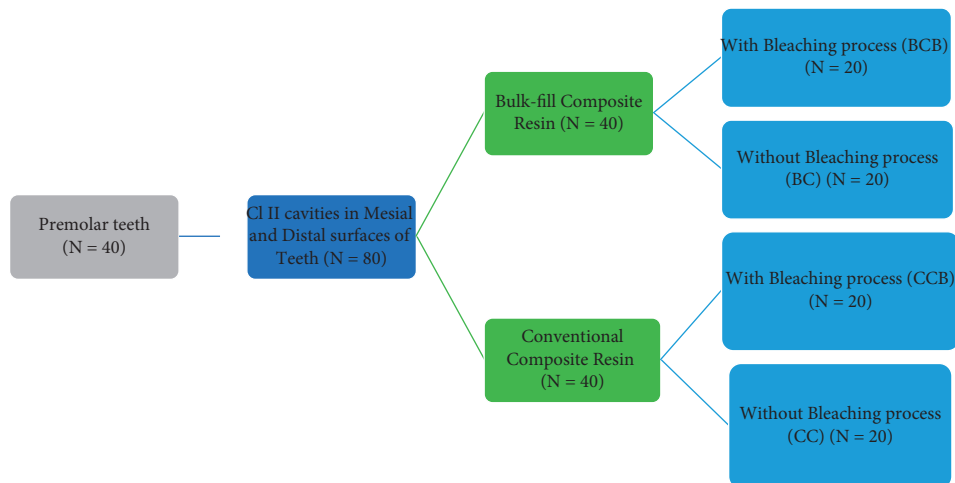 Premolar teeth
(N = 40)
Cl II cavities in Mesial
and Distal surfaces of
Teeth (N = 80)
Bulk-fill Composite
Resin (N = 40)
Conventional
Composite Resin
(N = 40)
With Bleaching process (BCB)
(N = 20)
Without Bleaching process
(BC) (N = 20)
With Bleaching process (CCB)
(N = 20)
Without Bleaching process
(CC) (N = 20)